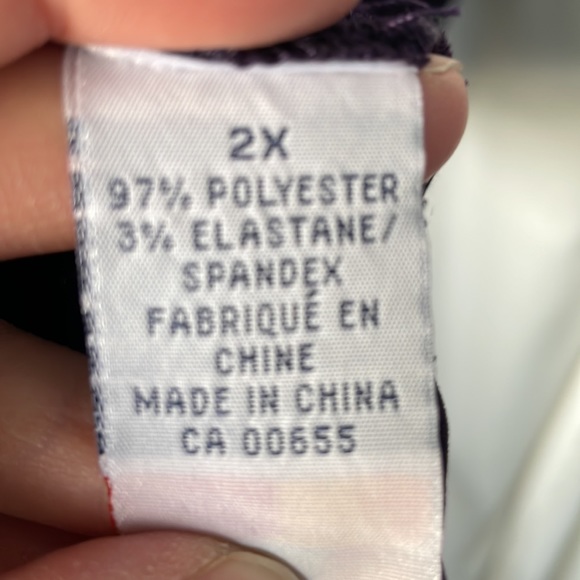 2X
97% POLYESTER
3% ELASTANE/
SPANDEX
FABRIQUÉ EN
CHINE
MADE IN CHINA
CA 00655